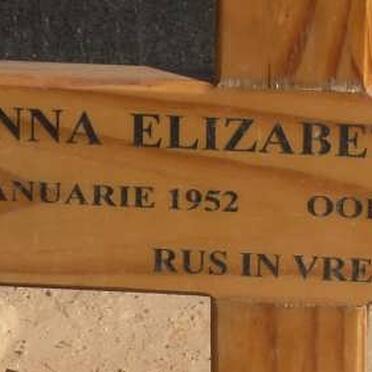 NNA ELIZABE
ANUARIE 1952 OO
RUS IN VRE